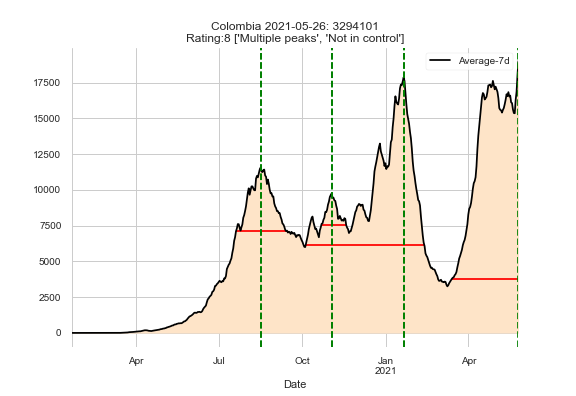 Colombia 2021-05-26: 3294101
Rating:8 ['Multiple peaks', 'Not in control']
Average-7d
17500
15000
12500
10000
7500
5000
2500
0
Apr
Jul
Oct
Jan
2021
Apr
Date